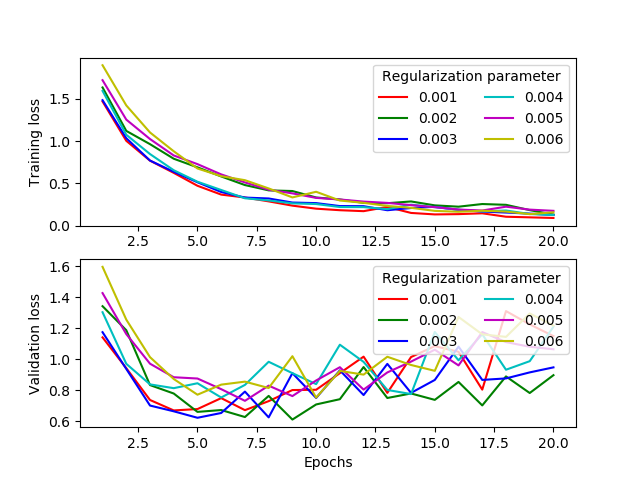 Training loss
1.5
1.0
0.5
0.0
Regularization parameter
0.001 0.004
0.002 0.005
0.003 0.006
2.5 5.0 7.5 10.0 12.5 15.0 17.5 20.0
Validation loss
1.6
1.4
1.2
1.0
0.8
0.6
Regularization parameter
0.001 0.004
0.002 0.005
0.003 0.006
2.5 5.0 7.5 10.0 12.5 15.0 17.5 20.0
Epochs